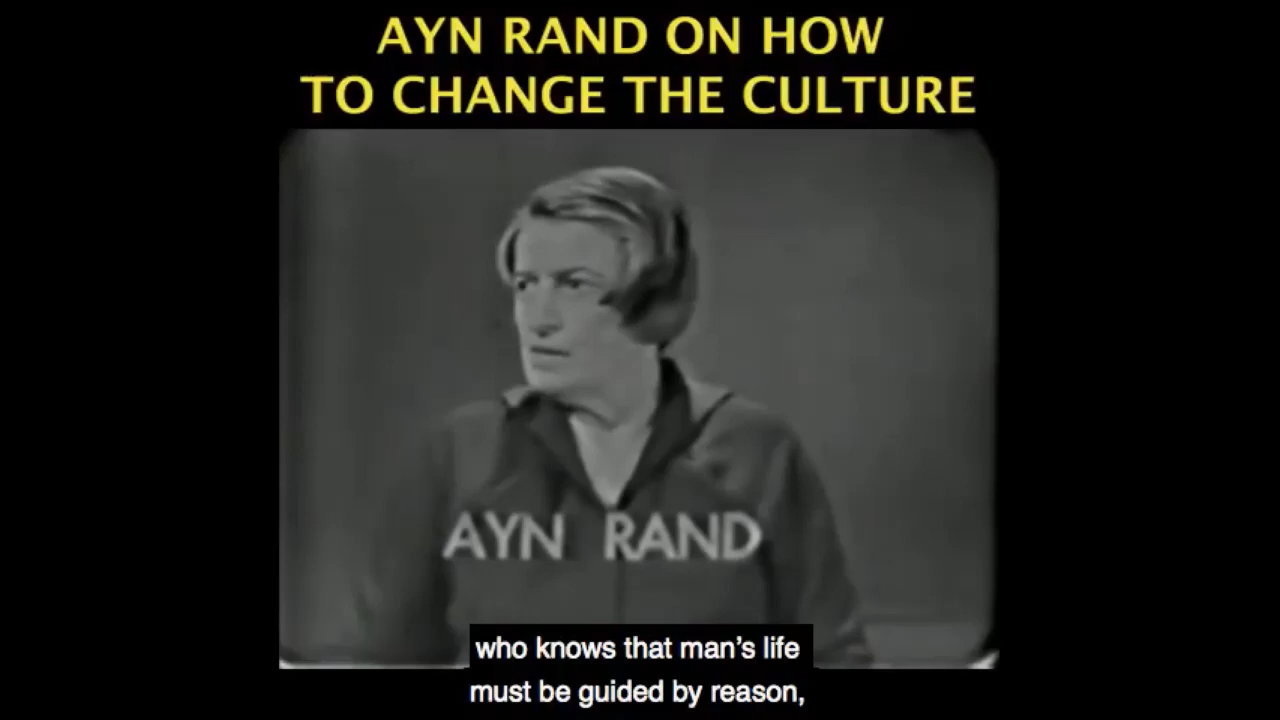 AYN RAND ON HOW
TO CHANGE THE CULTURE
AYN RAND
who knows that man's life
must be guided by reason,